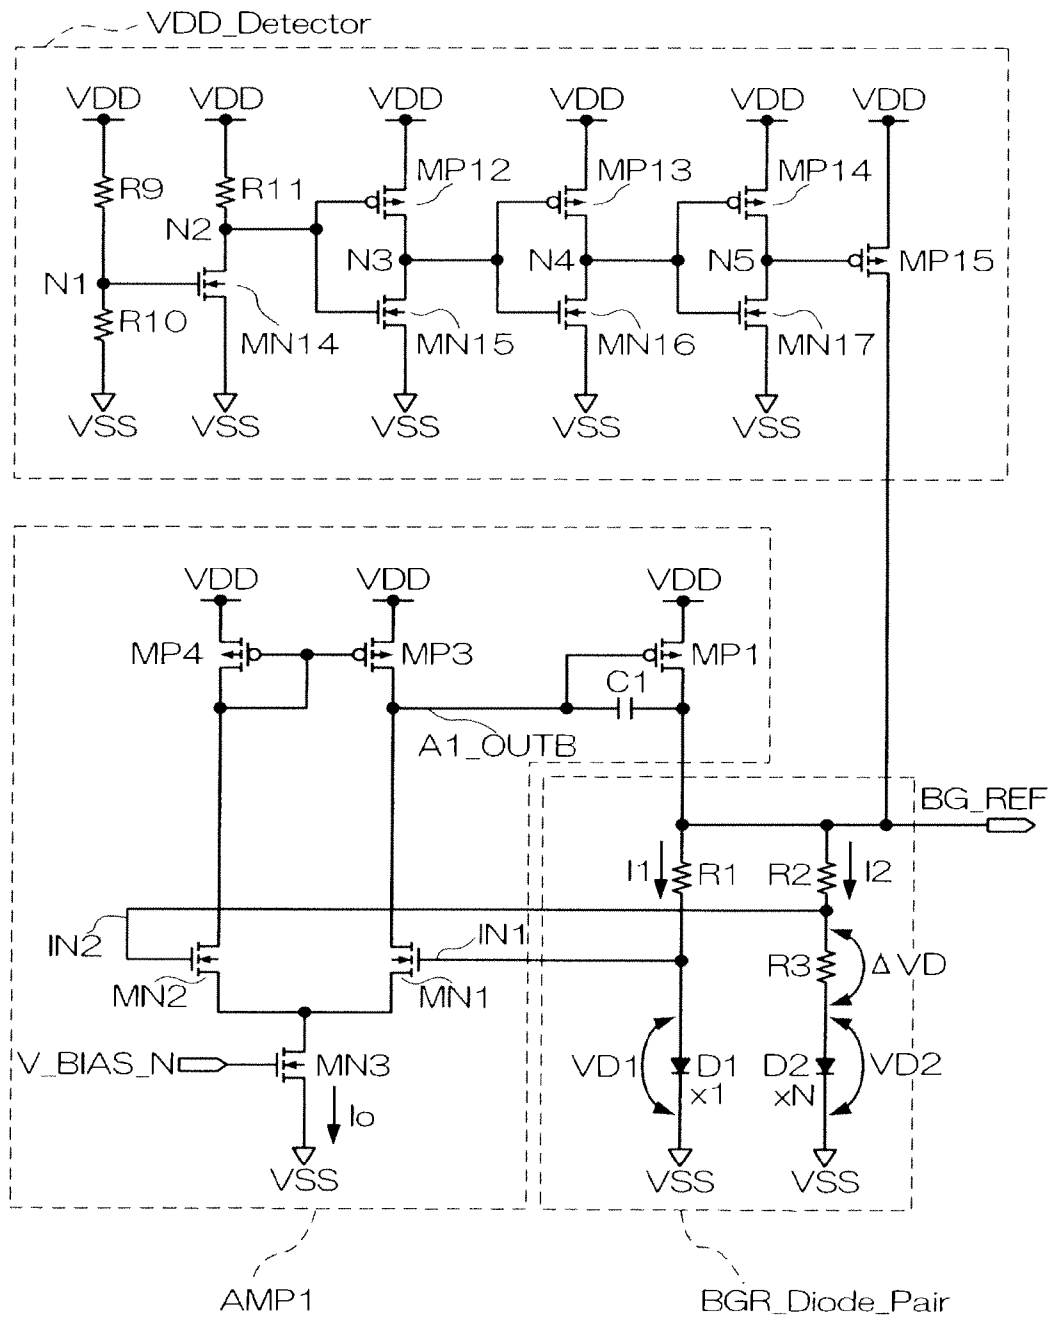 VDD_Detector
VDD VDD VDD VDD VDD VDD
MP12 MP13 MP14
R9 R11
N2
N1 N3 N4 N5 MP15
R10
MN14 MN15 MN16 MN17
VSS VSS VSS VSS VSS
VDD VDD VDD
MP4 MP3 MP1
C1
A1_OUTB
BG_REF
I1 R1 R2 I2
IN2 IN1
R3 ΔVD
MN2 MN1
V_BIAS_N MN3 VD1 D1 D2 VD2
x1 xN
Io
VSS VSS VSS
AMP1 BGR_Diode_Pair